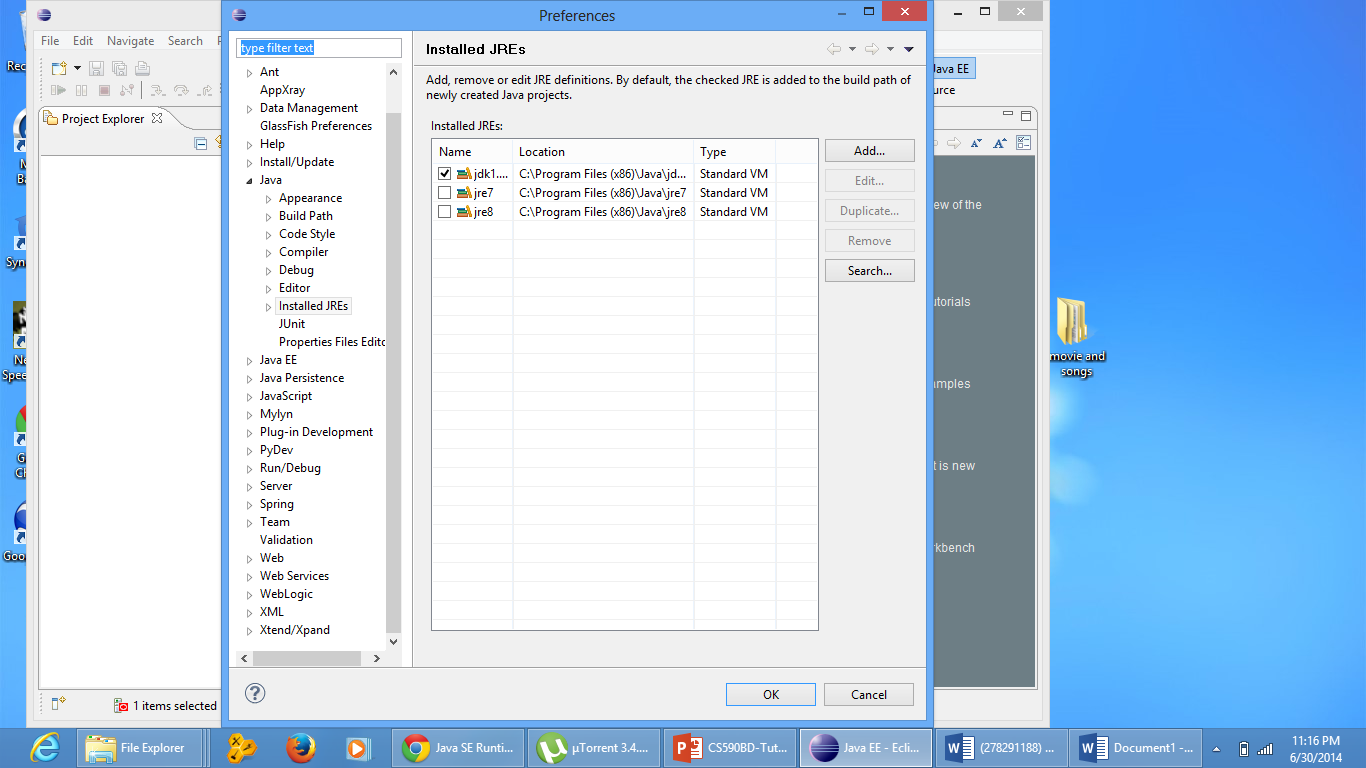 Preferences
File Edit Navigate Search
type filter text
Installed JREs
Java EE
Add, remove or edit JRE definitions. By default, the checked JRE is added to the build path of
newly created Java projects.
Installed JREs:
Name Location Type
jdk1.... C:\Program Files (x86)\Java\jd... Standard VM
jre7 C:\Program Files (x86)\Java\jre7 Standard VM
jre8 C:\Program Files (x86)\Java\jre8 Standard VM
Add...
Edit...
Duplicate...
Remove
Search...
Project Explorer
Ant
AppXray
Data Management
GlassFish Preferences
Help
Install/Update
Java
Appearance
Build Path
Code Style
Compiler
Debug
Editor
Installed JREs
JUnit
Properties Files Edito
Java EE
Java Persistence
JavaScript
Mylyn
Plug-in Development
PyDev
Run/Debug
Server
Spring
Team
Validation
Web
Web Services
WebLogic
XML
Xtend/Xpand
OK Cancel
1 items selected
ew of the
movie and
songs
is new
File Explorer
Java SE Runti...
µTorrent 3.4....
CS590BD-Tut...
Java EE - Ecli...
(278291188) ...
Document1 -...
11:16 PM
6/30/2014